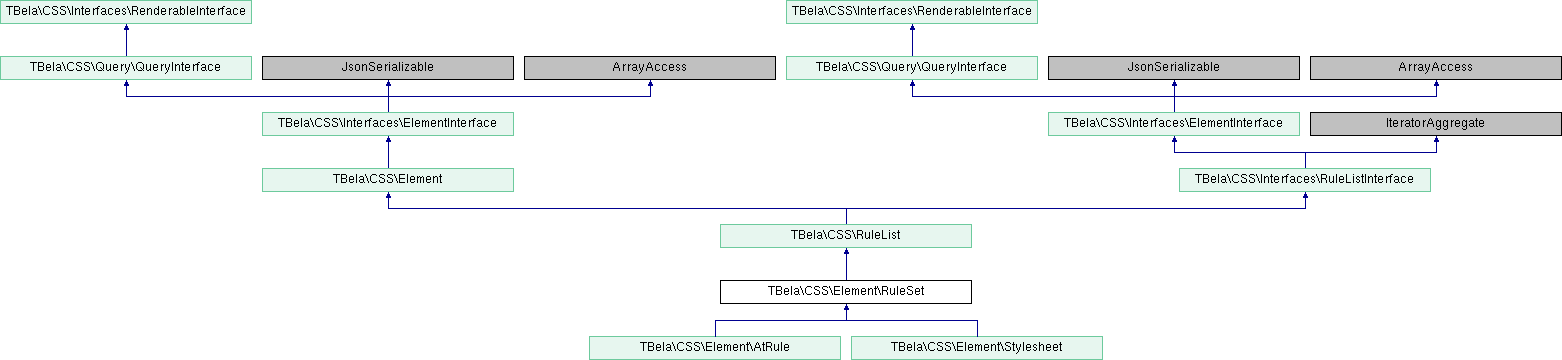 TBela\CSS\Interfaces\RenderableInterface
TBela\CSS\Interfaces\RenderableInterface
TBela\CSS\Query\QueryInterface
JsonSerializable
ArrayAccess
TBela\CSS\Query\QueryInterface
JsonSerializable
ArrayAccess
TBela\CSS\Interfaces\ElementInterface
TBela\CSS\Interfaces\ElementInterface
IteratorAggregate
TBela\CSS\Element
TBela\CSS\Interfaces\RuleListInterface
TBela\CSS\RuleList
TBela\CSS\Element\RuleSet
TBela\CSS\Element\AtRule
TBela\CSS\Element\Stylesheet